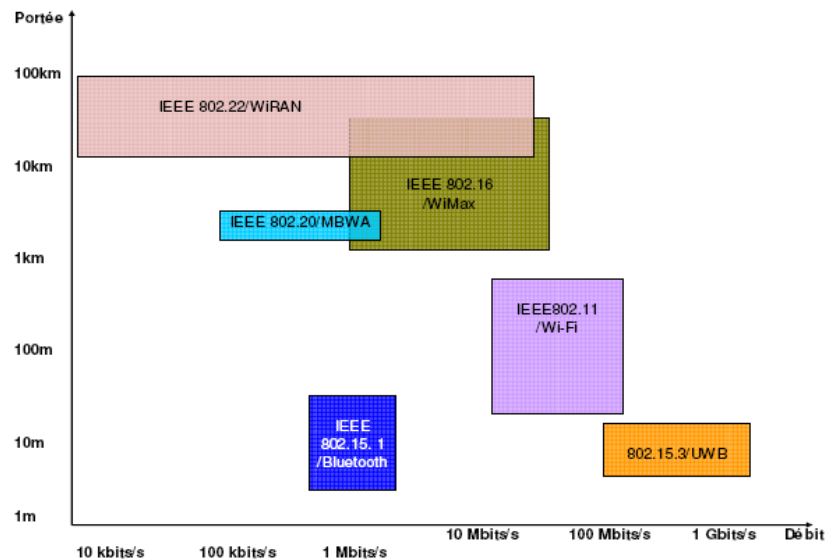 Portée
100km
IEEE 802.22/WiRAN
10km
IEEE 802.16
/WiMax
IEEE 802.20/MBWA
1km
IEEE802.11
/Wi-Fi
100m
IEEE
802.15. 1
/Bluetooth
10m
802.15.3/UWB
1m
10 kbits/s
100 kbits/s
1 Mbits/s
10 Mbits/s
100 Mbits/s
1 Gbits/s
Débit